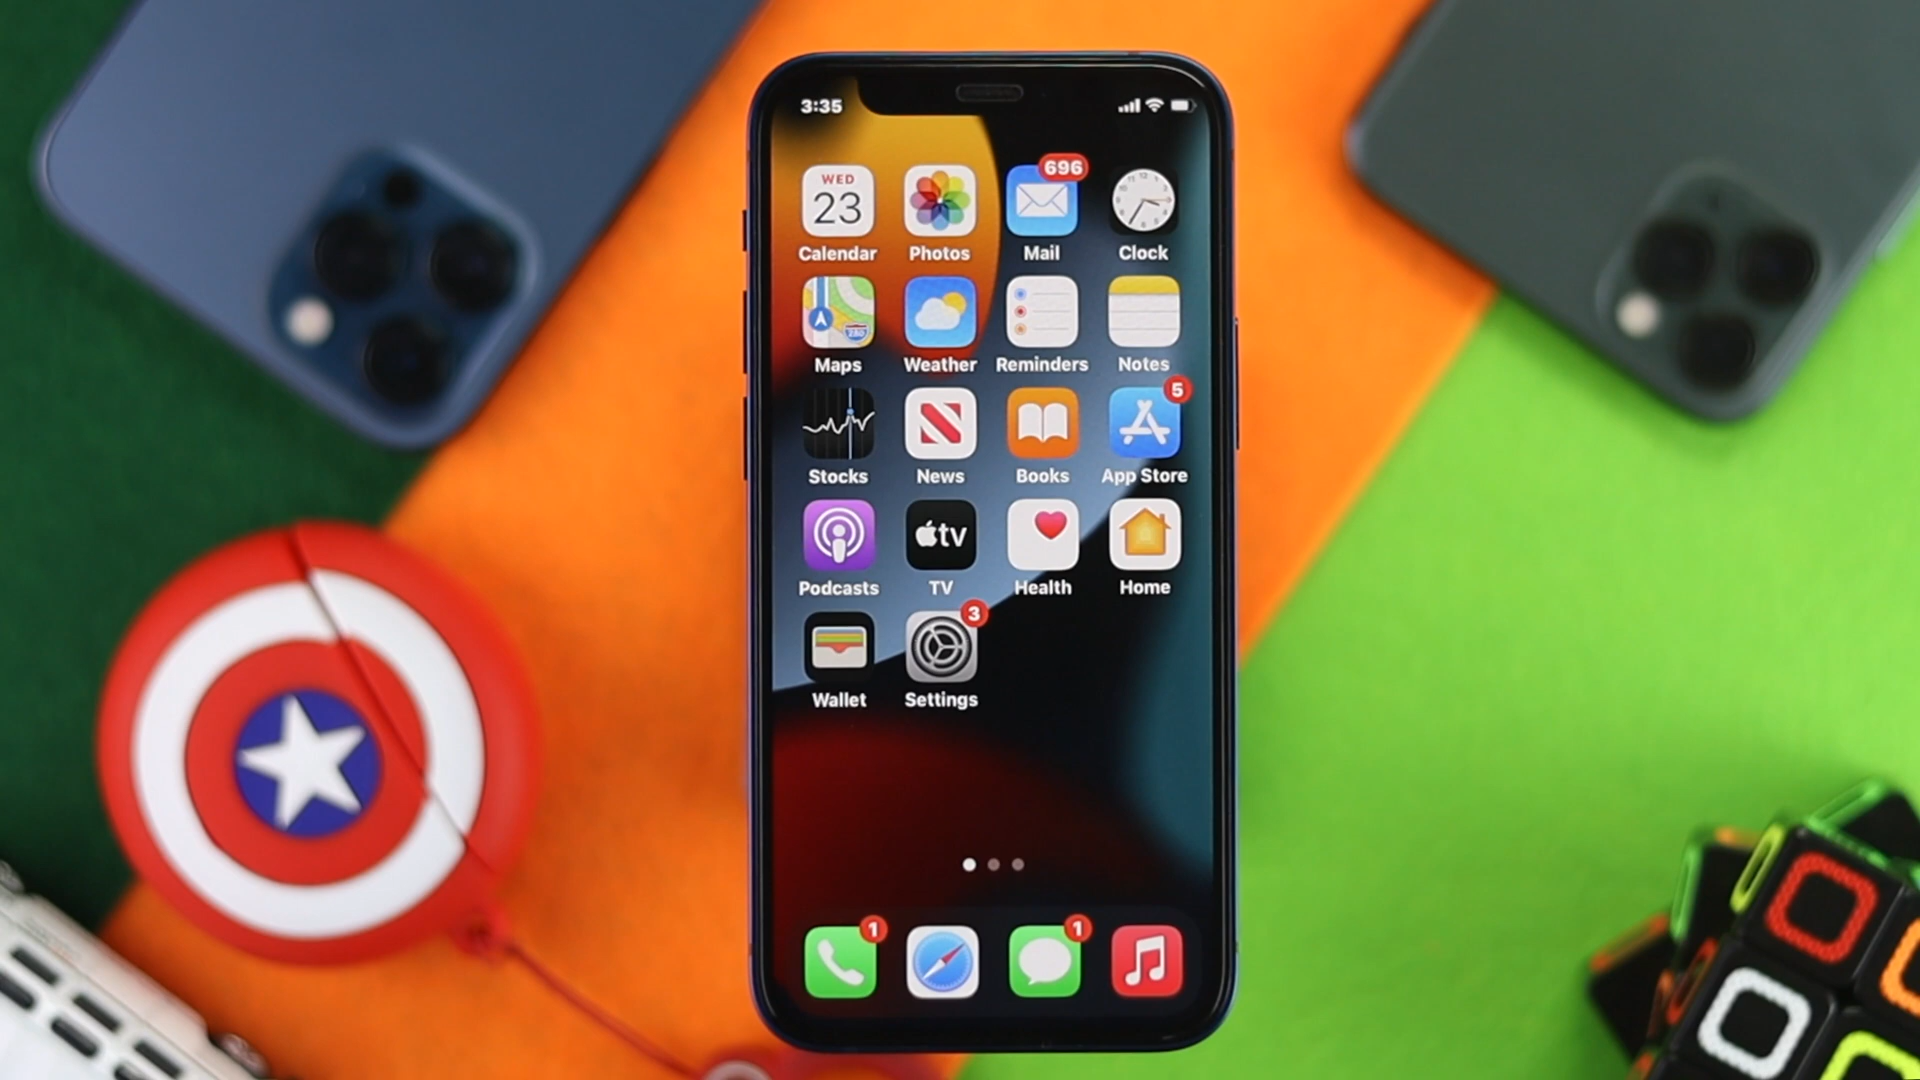 3:35
696
WED
23
Calendar Photos Mail Clock
280
Maps Weather Reminders Notes
5
Stocks News Books App Store
tv
Podcasts TV Health Home
3
Wallet Settings
1 1